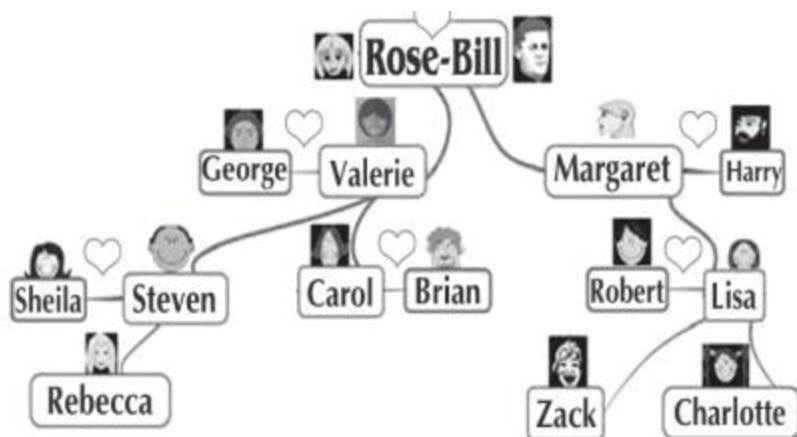 Rose-Bill
George
Valerie
Margaret
Harry
Sheila
Steven
Carol
Brian
Robert
Lisa
Rebecca
Zack
Charlotte